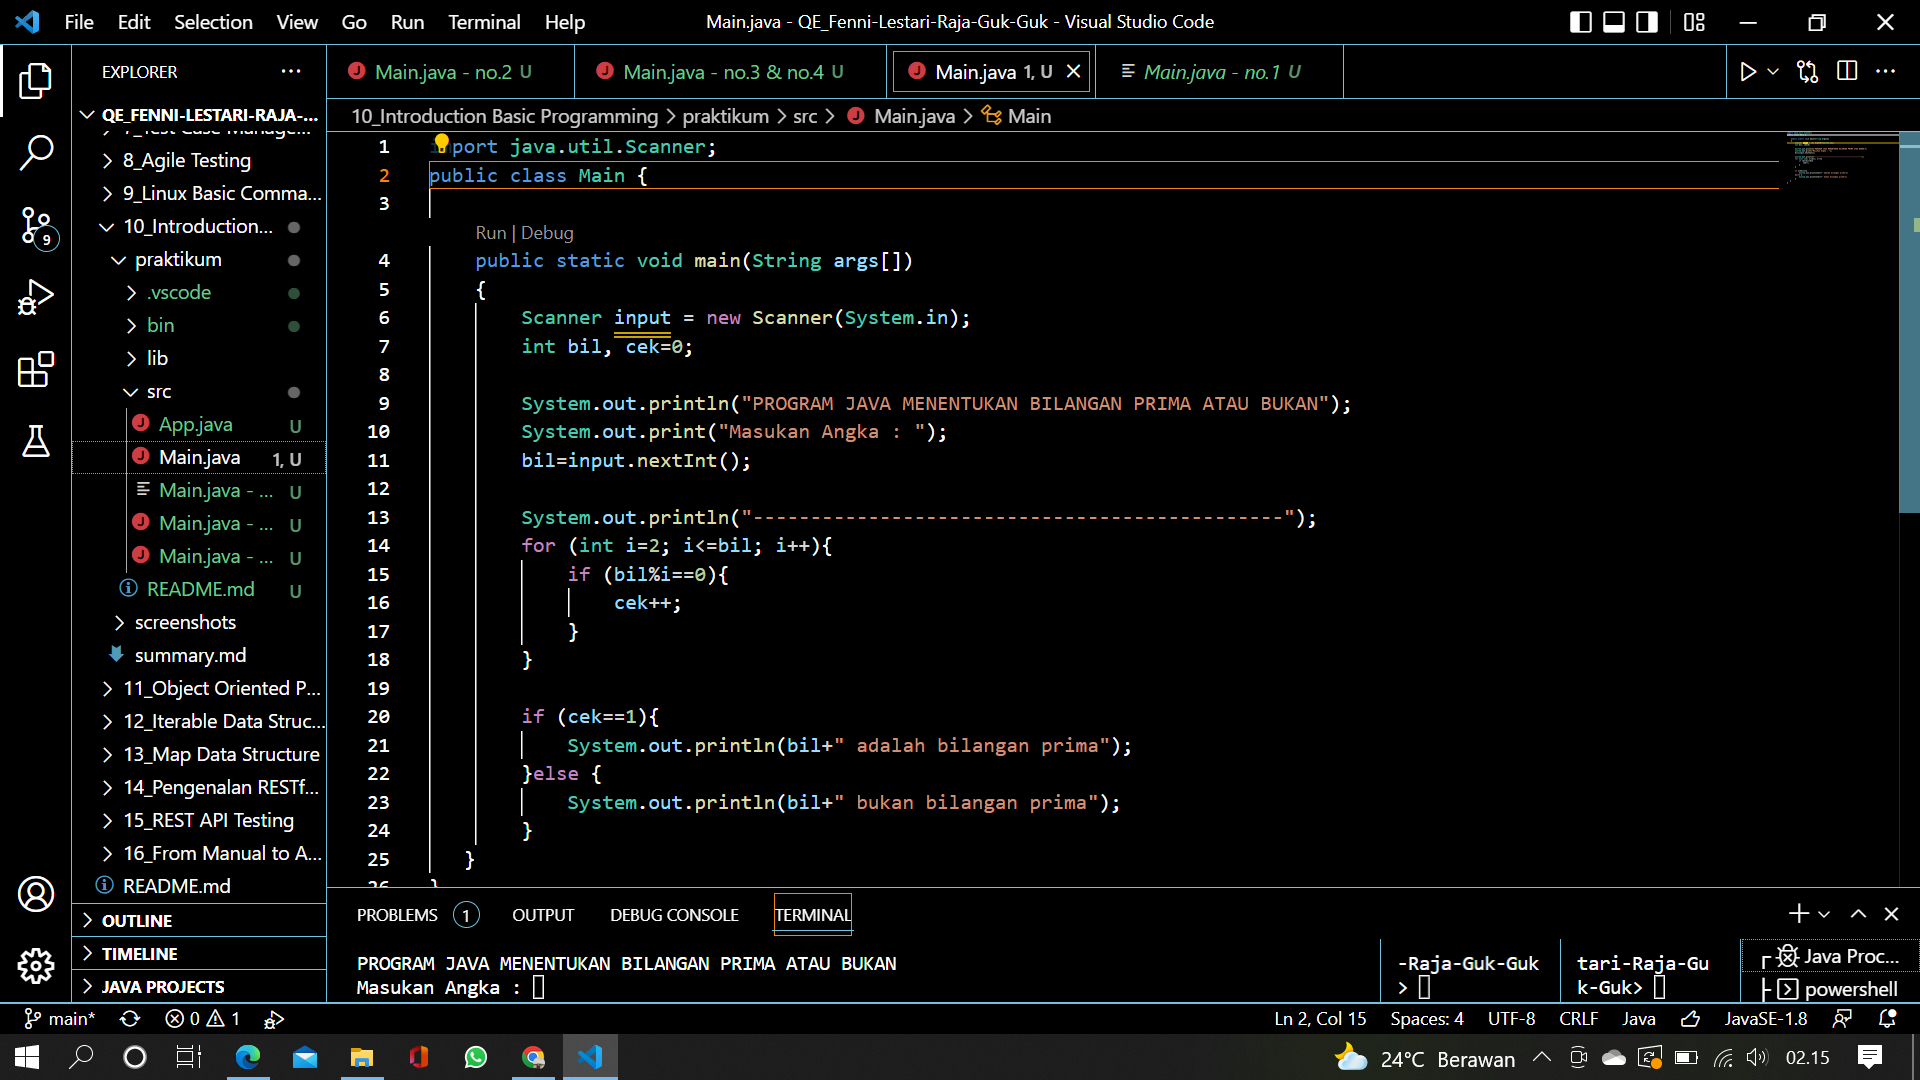 File Edit Selection View Go Run Terminal Help Main.java - QE_Fenni-Lestari-Raja-Guk-Guk - Visual Studio Code
EXPLORER
QE_FENNI-LESTARI-RAJA-...
7_Test Case Manage...
8_Agile Testing
9_Linux Basic Comma...
10_Introduction...
praktikum
.vscode
bin
lib
src
App.java U
Main.java 1, U
Main.java - ... U
Main.java - ... U
Main.java - ... U
README.md U
screenshots
summary.md
11_Object Oriented P...
12_Iterable Data Struc...
13_Map Data Structure
14_Pengenalan RESTf...
15_REST API Testing
16_From Manual to A...
README.md
OUTLINE
TIMELINE
JAVA PROJECTS
9
Main.java - no.2 U Main.java - no.3 & no.4 U Main.java 1, U Main.java - no.1 U
10_Introduction Basic Programming > praktikum > src > Main.java > Main
1 import java.util.Scanner;
2 public class Main {
3
Run | Debug
4 public static void main(String args[])
5 {
6 Scanner input = new Scanner(System.in);
7 int bil, cek=0;
8
9 System.out.println("PROGRAM JAVA MENENTUKAN BILANGAN PRIMA ATAU BUKAN");
10 System.out.print("Masukan Angka : ");
11 bil=input.nextInt();
12
13 System.out.println("----------------------------------------------");
14 for (int i=2; i<=bil; i++){
15 if (bil%i==0){
16 cek++;
17 }
18 }
19
20 if (cek==1){
21 System.out.println(bil+" adalah bilangan prima");
22 }else {
23 System.out.println(bil+" bukan bilangan prima");
24 }
25 }
26 }
PROBLEMS 1 OUTPUT DEBUG CONSOLE TERMINAL
PROGRAM JAVA MENENTUKAN BILANGAN PRIMA ATAU BUKAN
Masukan Angka :
-Raja-Guk-Guk
>
tari-Raja-Gu
k-Guk>
Java Proc...
powershell
main* 0 1 Ln 2, Col 15 Spaces: 4 UTF-8 CRLF Java JavaSE-1.8
24°C Berawan 02.15